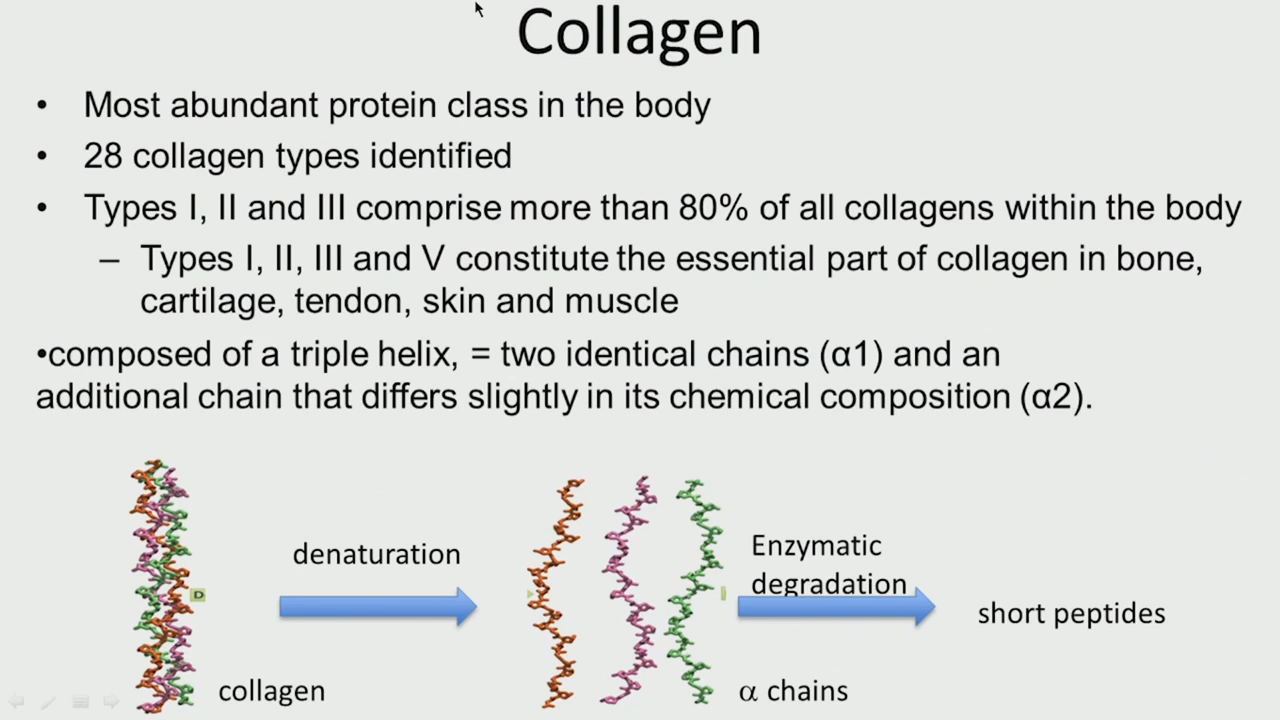 Collagen
• Most abundant protein class in the body
• 28 collagen types identified
• Types I, II and III comprise more than 80% of all collagens within the body
– Types I, II, III and V constitute the essential part of collagen in bone,
cartilage, tendon, skin and muscle
•composed of a triple helix, = two identical chains (α1) and an
additional chain that differs slightly in its chemical composition (α2).
denaturation
Enzymatic
degradation
D
short peptides
collagen
α chains